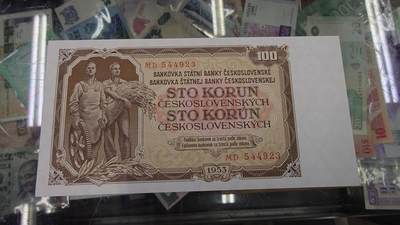 100
MD 544923
BANKOVKA STÁTNÍ BANKY ČESKOSLOVENSKÉ
BANKOVKA ŠTÁTNEJ BANKY ČESKOSLOVENSKEJ
STO KORUN
ČESKOSLOVENSKÝCH
STO KORÚN
ČESKOSLOVENSKÝCH
MD 544923
1953